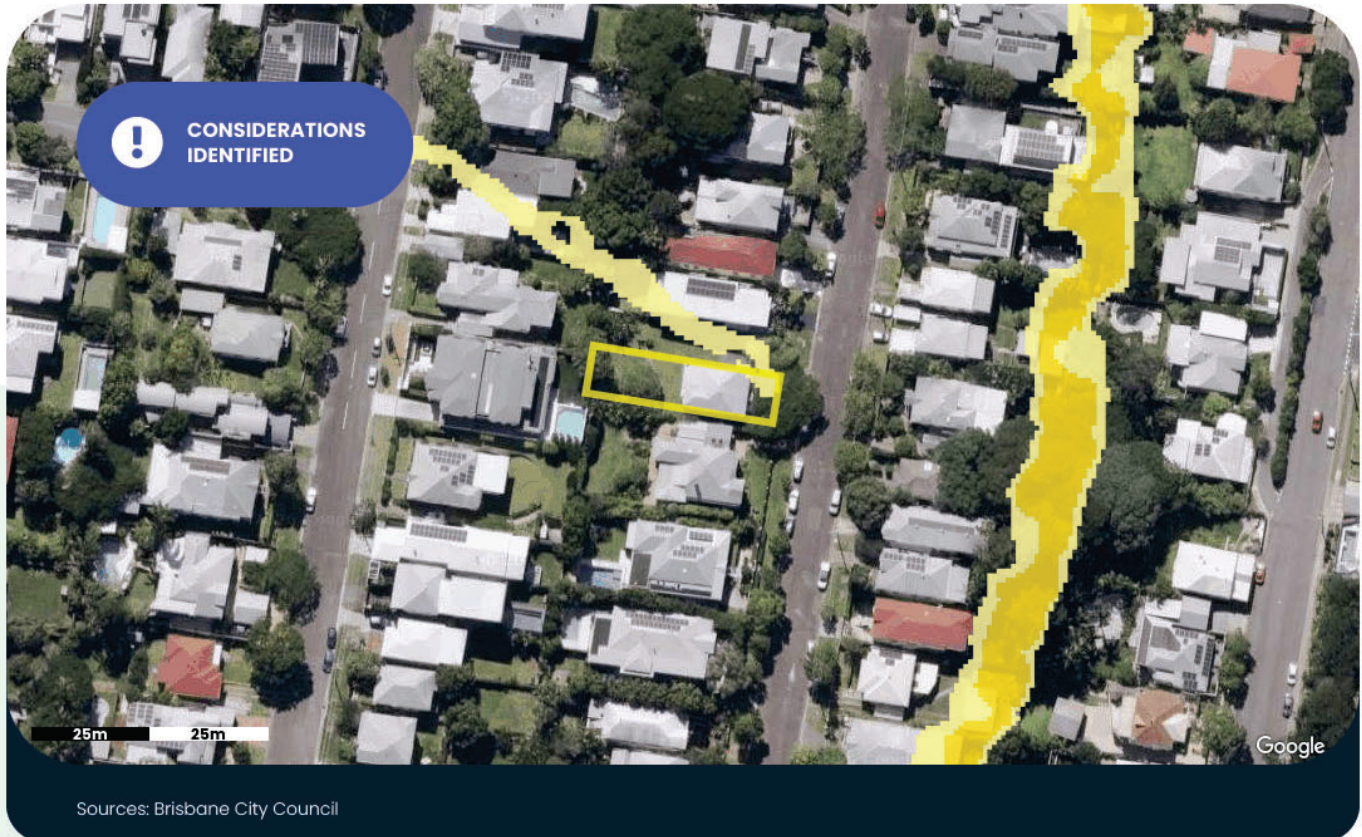 CONSIDERATIONS
IDENTIFIED
25m 25m
Google
Sources: Brisbane City Council